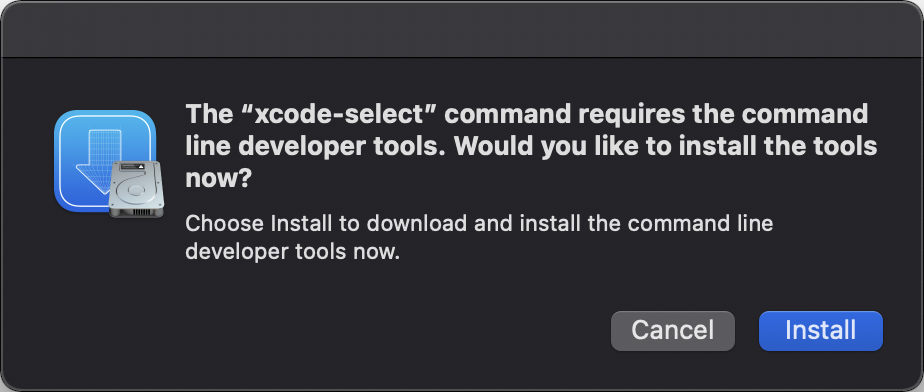 The “xcode-select” command requires the command
line developer tools. Would you like to install the tools
now?
Choose Install to download and install the command line
developer tools now.
Cancel
Install